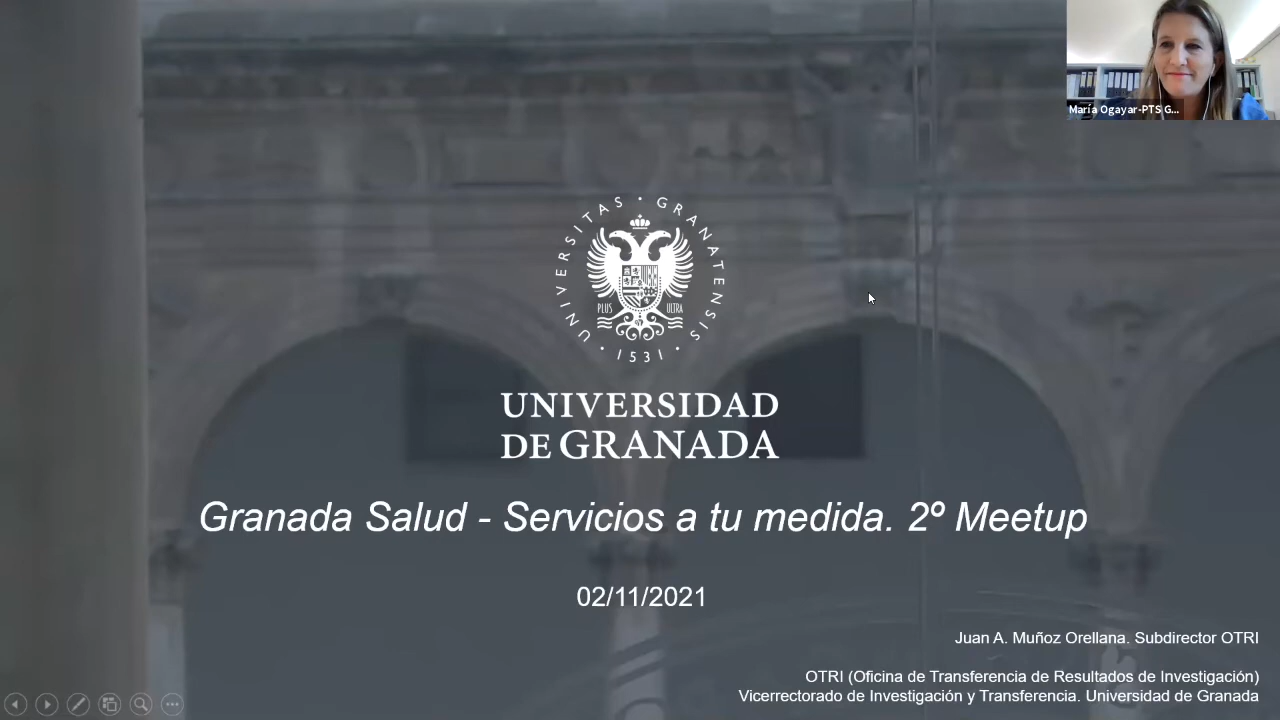 María Ogayar-PTS G...
UNIVERSITAS · GRANATENSIS · 1531 ·
PLUS ULTRA
UNIVERSIDAD
DE GRANADA
Granada Salud - Servicios a tu medida. 2º Meetup
02/11/2021
Juan A. Muñoz Orellana. Subdirector OTRI
OTRI (Oficina de Transferencia de Resultados de Investigación)
Vicerrectorado de Investigación y Transferencia. Universidad de Granada